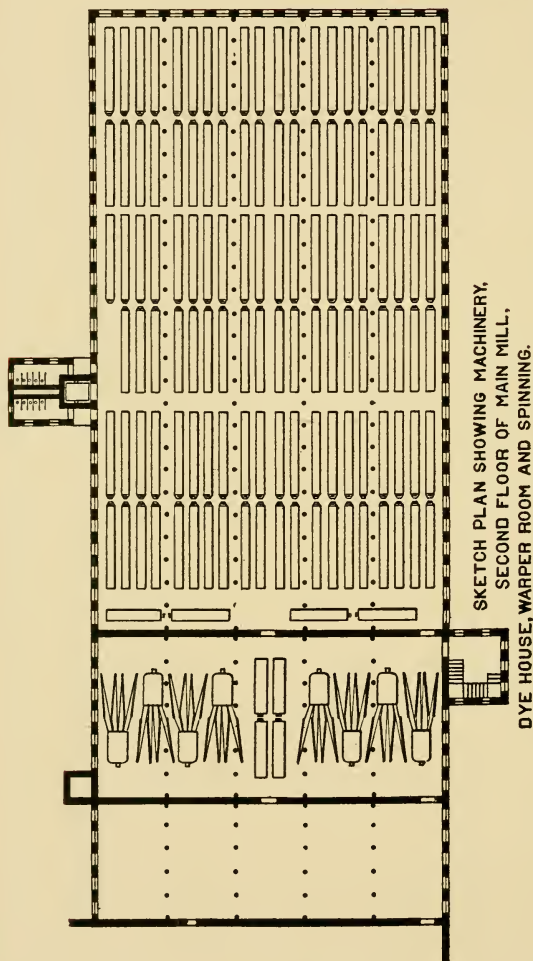 SKETCH PLAN SHOWING MACHINERY,
SECOND FLOOR OF MAIN MILL,
DYE HOUSE, WARPER ROOM AND SPINNING.